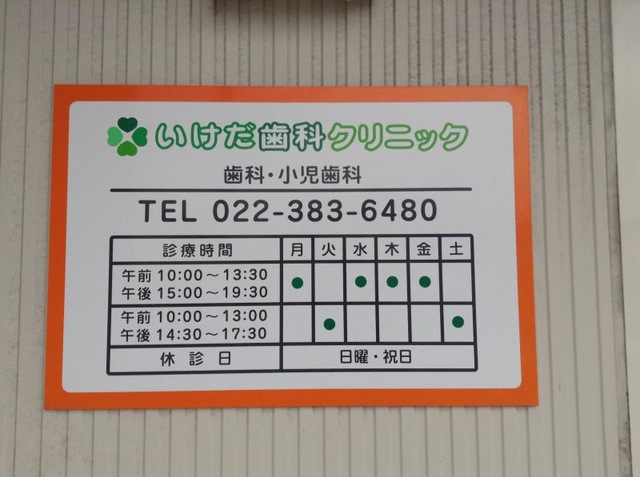 いけだ歯科クリニック
歯科・小児歯科
TEL 022-383-6480
診療時間 月 火 水 木 金 土
午前 10:00〜13:30
午後 15:00〜19:30 ● ● ● ●
午前 10:00〜13:00
午後 14:30〜17:30 ● ●
休診日 日曜・祝日